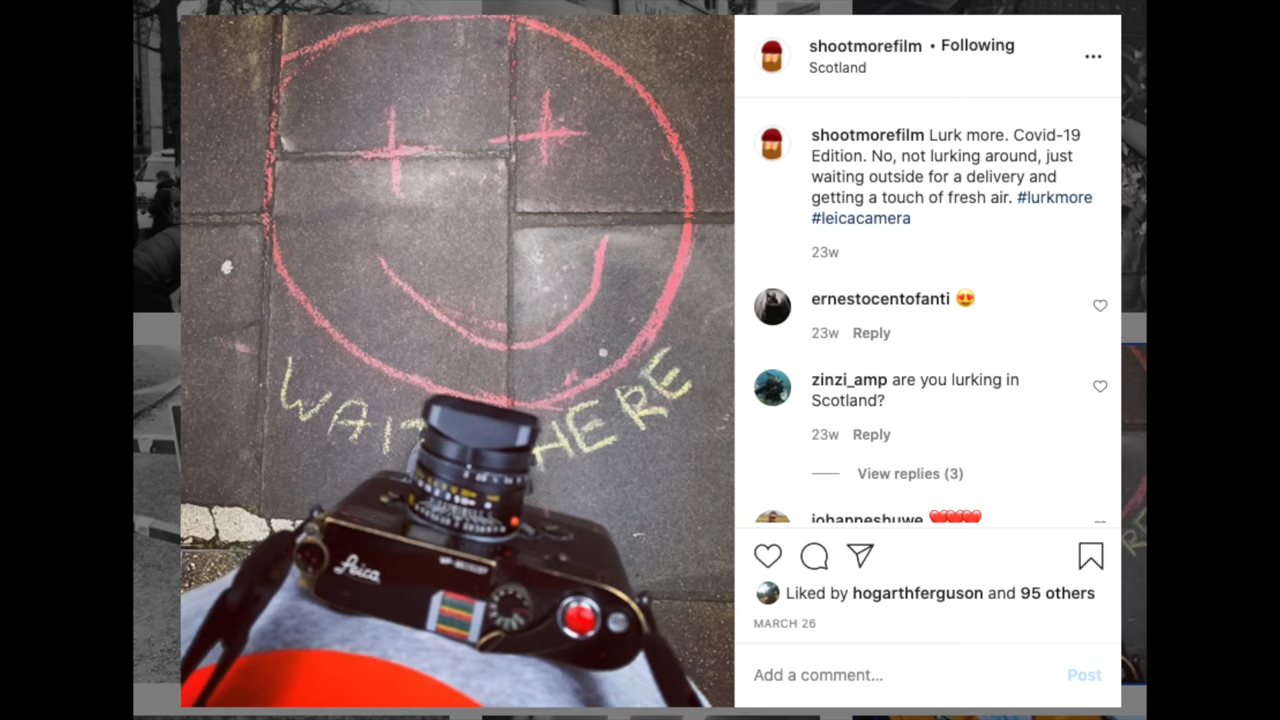 WAIT HERE
Leica
shootmorefilm • Following
Scotland
shootmorefilm Lurk more. Covid-19
Edition. No, not lurking around, just
waiting outside for a delivery and
getting a touch of fresh air. #lurkmore
#leicacamera
23w
ernestocentofanti 😍
23w Reply
zinzi_amp are you lurking in
Scotland?
23w Reply
View replies (3)
johanneshuwe ❤️❤️❤️
Liked by hogarthferguson and 95 others
MARCH 26
Add a comment... Post